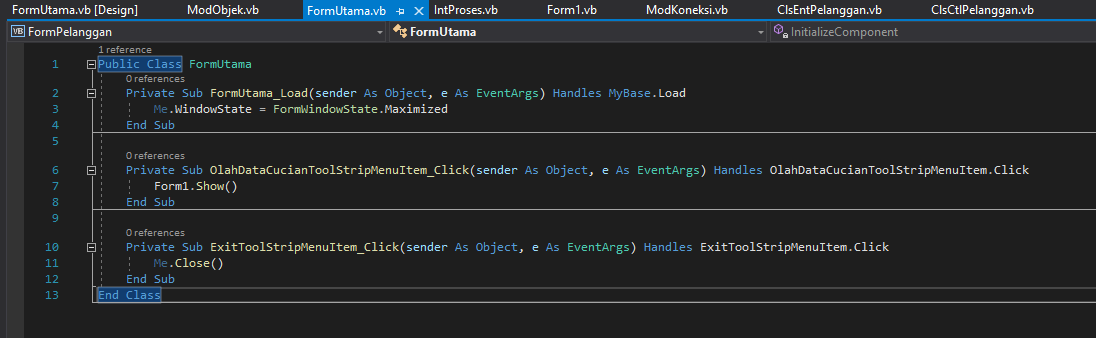 FormUtama.vb [Design] ModObjek.vb FormUtama.vb IntProses.vb Form1.vb ModKoneksi.vb ClsEntPelanggan.vb ClsCtlPelanggan.vb
VB FormPelanggan FormUtama InitializeComponent
1 reference
1 Public Class FormUtama
0 references
2 Private Sub FormUtama_Load(sender As Object, e As EventArgs) Handles MyBase.Load
3 Me.WindowState = FormWindowState.Maximized
4 End Sub
5
0 references
6 Private Sub OlahDataCucianToolStripMenuItem_Click(sender As Object, e As EventArgs) Handles OlahDataCucianToolStripMenuItem.Click
7 Form1.Show()
8 End Sub
9
0 references
10 Private Sub ExitToolStripMenuItem_Click(sender As Object, e As EventArgs) Handles ExitToolStripMenuItem.Click
11 Me.Close()
12 End Sub
13 End Class